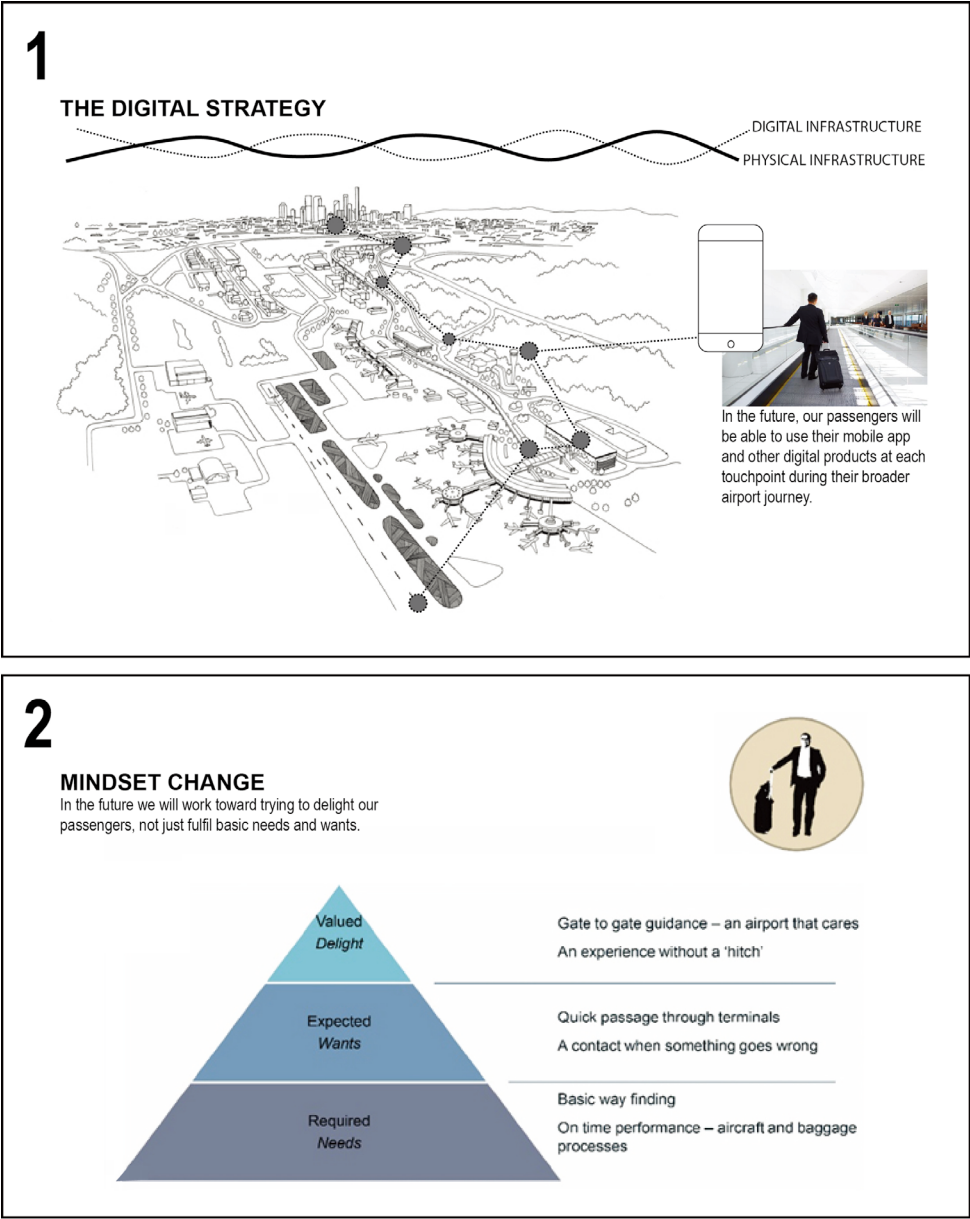 1
THE DIGITAL STRATEGY
DIGITAL INFRASTRUCTURE
PHYSICAL INFRASTRUCTURE
In the future, our passengers will
be able to use their mobile app
and other digital products at each
touchpoint during their broader
airport journey.
2
MINDSET CHANGE
In the future we will work toward trying to delight our
passengers, not just fulfil basic needs and wants.
Valued
Delight
Gate to gate guidance – an airport that cares
An experience without a ‘hitch’
Expected
Wants
Quick passage through terminals
A contact when something goes wrong
Required
Needs
Basic way finding
On time performance – aircraft and baggage
processes